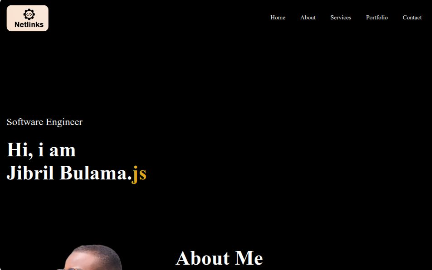 Netlinks
Home About Services Portfolio Contact
Software Engineer
Hi, i am
Jibril Bulama.js
About Me